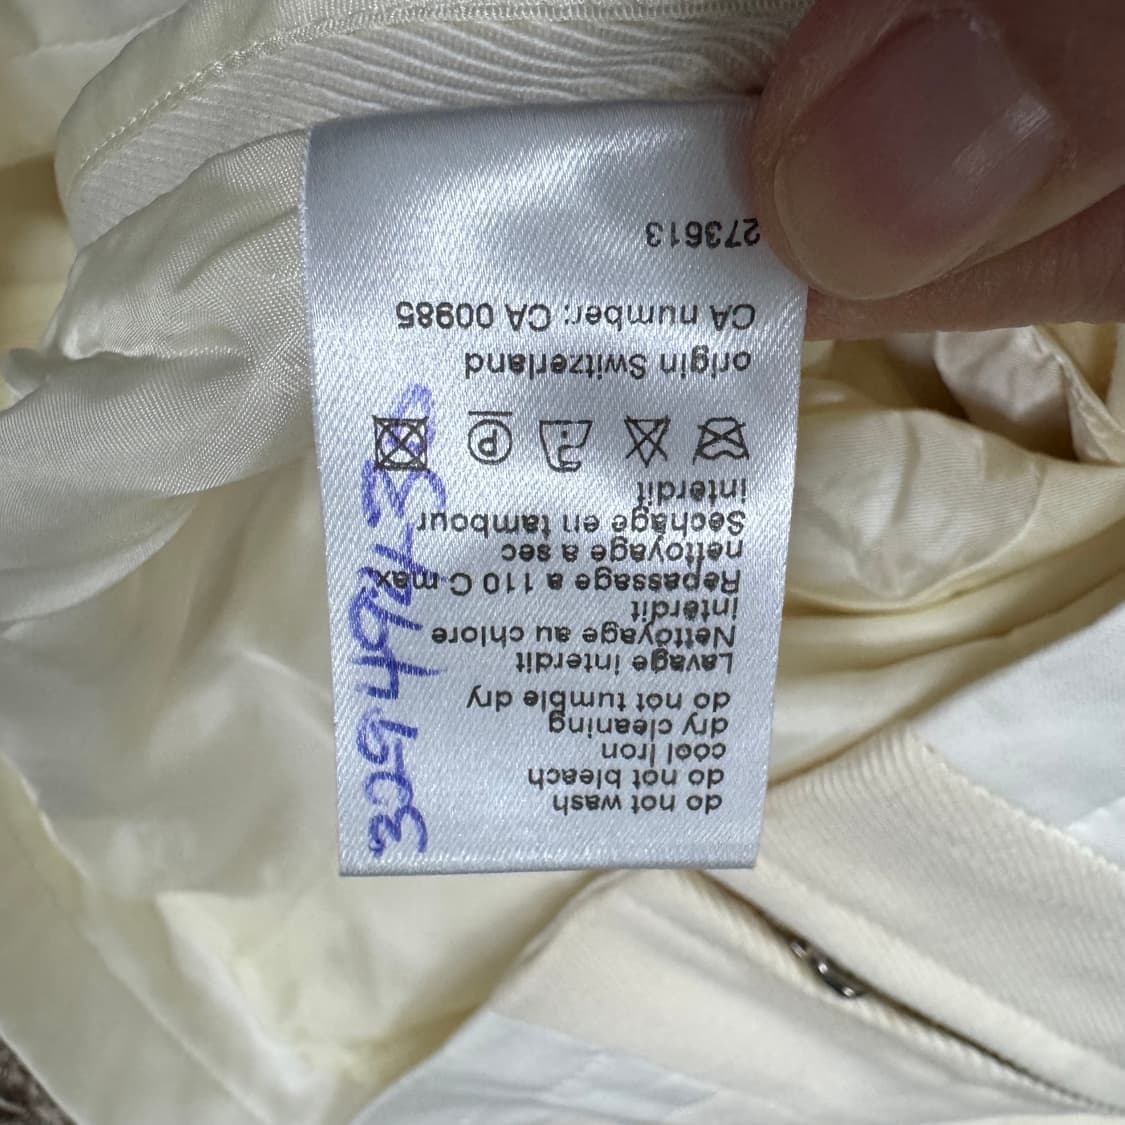 do not wash
do not bleach
cool Iron
dry cleaning
do not tumble dry
Lavage interdit
Nettoyage au chlore
interdit
Repassage a 110 C max
nettoyage a sec
Sechage en tambour
interdit
P
origin Switzerland
CA number: CA 00985
273613